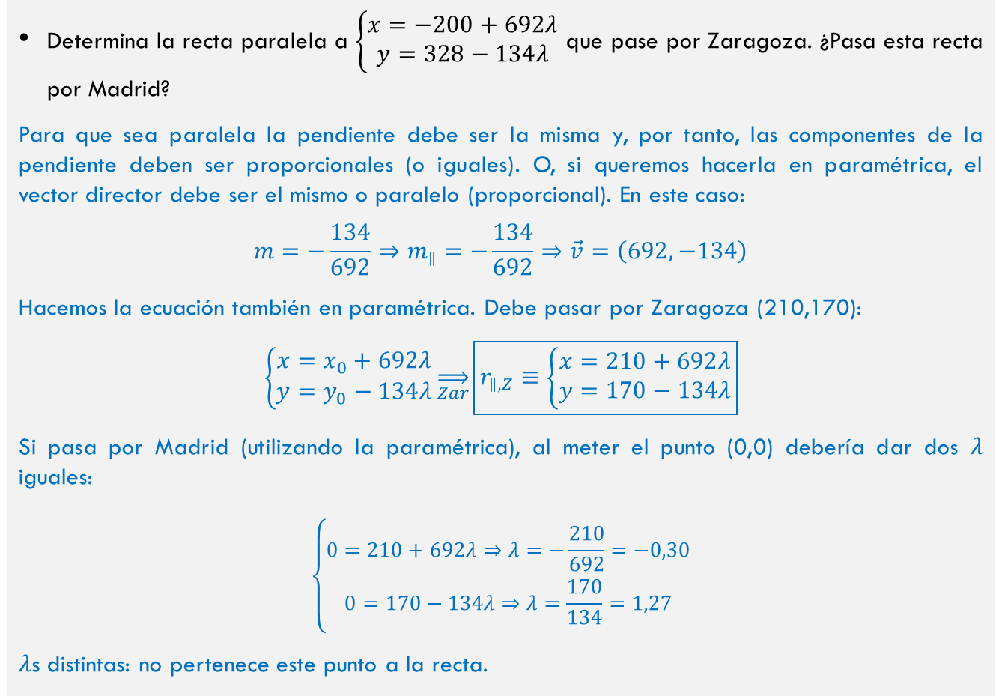 • Determina la recta paralela a {x = −200 + 692λ y = 328 − 134λ que pase por Zaragoza. ¿Pasa esta recta
por Madrid?
Para que sea paralela la pendiente debe ser la misma y, por tanto, las componentes de la
pendiente deben ser proporcionales (o iguales). O, si queremos hacerla en paramétrica, el
vector director debe ser el mismo o paralelo (proporcional). En este caso:
m = −134/692 ⇒ m∥ = −134/692 ⇒ v⃗ = (692, −134)
Hacemos la ecuación también en paramétrica. Debe pasar por Zaragoza (210,170):
{x = x₀ + 692λ y = y₀ − 134λ ⟹ Zar r∥,Z ≡ {x = 210 + 692λ y = 170 − 134λ
Si pasa por Madrid (utilizando la paramétrica), al meter el punto (0,0) debería dar dos λ
iguales:
{0 = 210 + 692λ ⇒ λ = −210/692 = −0,30
0 = 170 − 134λ ⇒ λ = 170/134 = 1,27
λs distintas: no pertenece este punto a la recta.